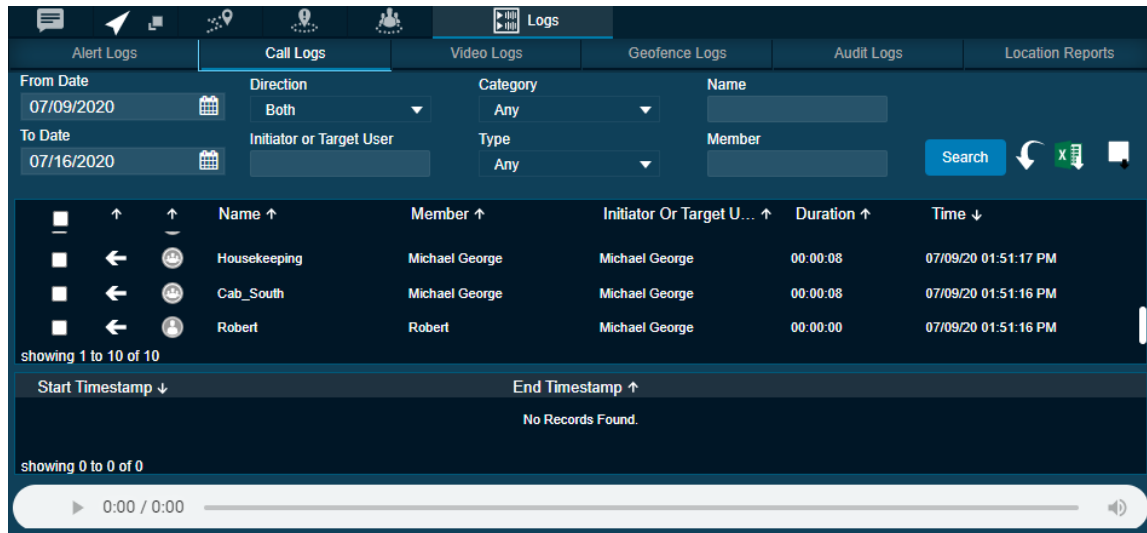 Logs
Alert Logs Call Logs Video Logs Geofence Logs Audit Logs Location Reports
From Date Direction Category Name
07/09/2020 Both Any
To Date Initiator or Target User Type Member
07/16/2020 Any Search
Name ↑ Member ↑ Initiator Or Target U... ↑ Duration ↑ Time ↓
Housekeeping Michael George Michael George 00:00:08 07/09/20 01:51:17 PM
Cab_South Michael George Michael George 00:00:08 07/09/20 01:51:16 PM
Robert Robert Michael George 00:00:00 07/09/20 01:51:16 PM
showing 1 to 10 of 10
Start Timestamp ↓ End Timestamp ↑
No Records Found.
showing 0 to 0 of 0
0:00 / 0:00